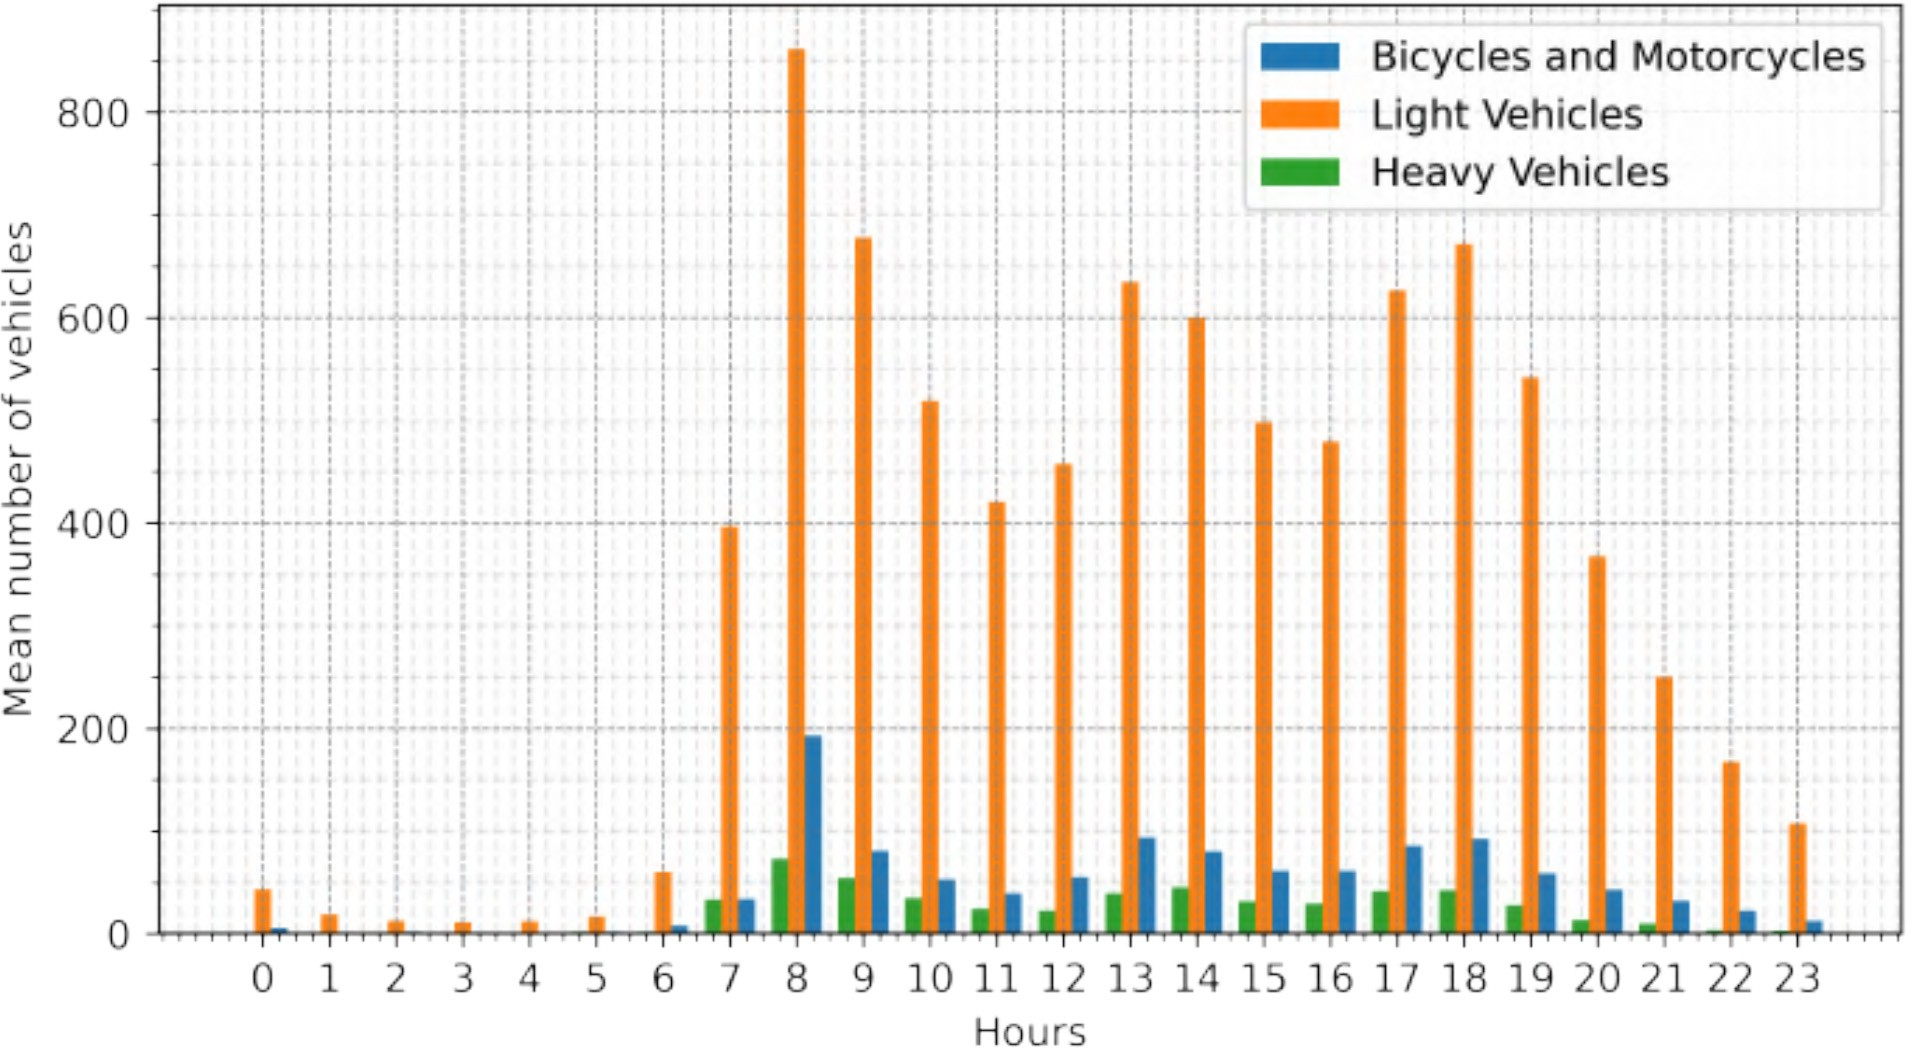 Bicycles and Motorcycles
Light Vehicles
Heavy Vehicles
Mean number of vehicles
800
600
400
200
0
0 1 2 3 4 5 6 7 8 9 10 11 12 13 14 15 16 17 18 19 20 21 22 23
Hours